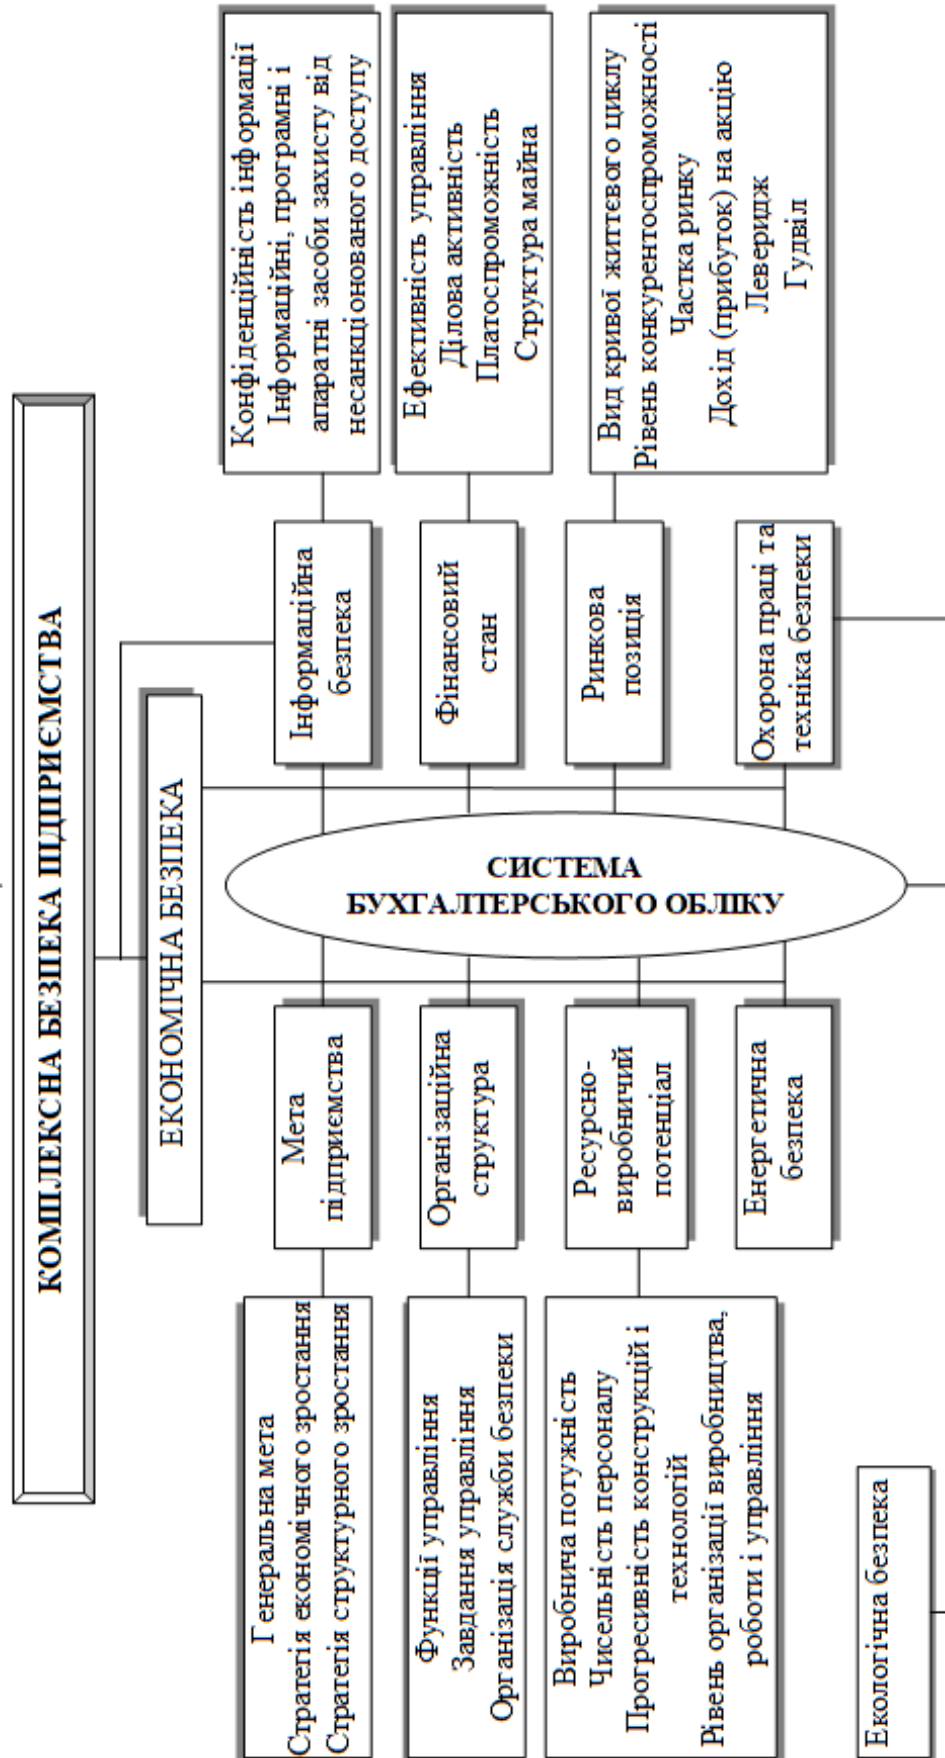 КОМПЛЕКСНА БЕЗПЕКА ПІДПРИЄМСТВА
ЕКОНОМІЧНА БЕЗПЕКА
Генеральна мета
Стратегія економічного зростання
Стратегія структурного зростання
Мета
підприємства
Інформаційна
безпека
Конфіденційність інформації
Інформаційні, програмні і
апаратні засоби захисту від
несанкціонованого доступу
Функції управління
Завдання управління
Організація служби безпеки
Організаційна
структура
СИСТЕМА
БУХГАЛТЕРСЬКОГО ОБЛІКУ
Фінансовий
стан
Ефективність управління
Ділова активність
Платоспроможність
Структура майна
Виробнича потужність
Чисельність персоналу
Прогресивність конструкцій і
технологій
Рівень організації виробництва,
роботи і управління
Ресурсно-
виробничий
потенціал
Ринкова
позиція
Вид кривої життєвого циклу
Рівень конкурентоспроможності
Частка ринку
Дохід (прибуток) на акцію
Леверидж
Гудвіл
Енергетична
безпека
Охорона праці та
техніка безпеки
Екологічна безпека